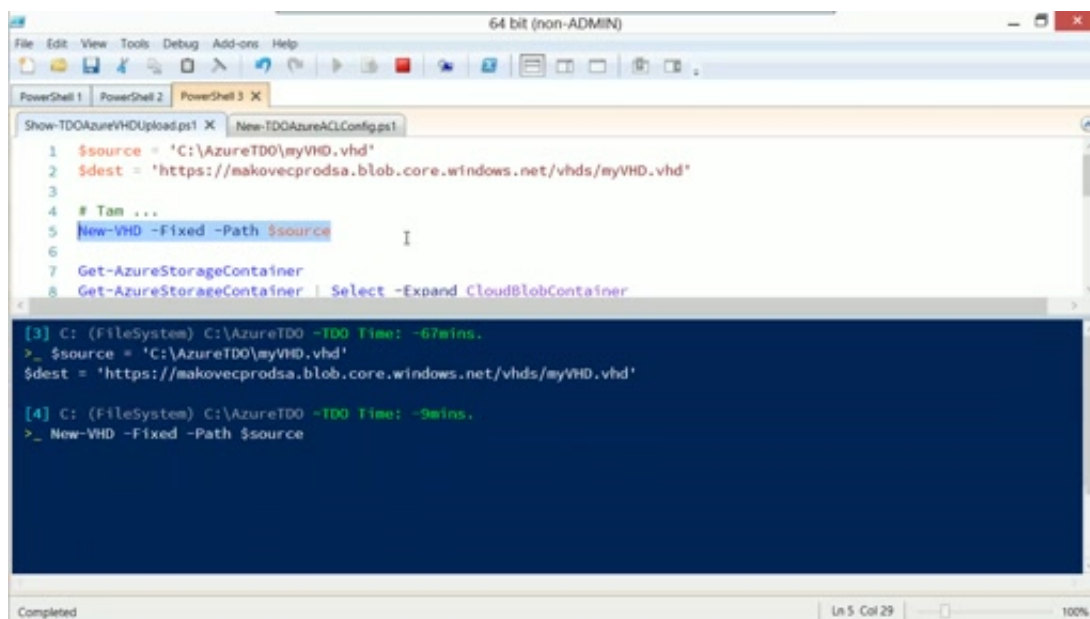 64 bit (non-ADMIN)
File Edit View Tools Debug Add-ons Help
PowerShell 1 PowerShell 2 PowerShell 3 X
Show-TDOAzureVHDUpload.ps1 X New-TDOAzureACLConfig.ps1
1 $source = 'C:\AzureTDO\myVHD.vhd'
2 $dest = 'https://makovecprodsa.blob.core.windows.net/vhds/myVHD.vhd'
3
4 # Tam ...
5 New-VHD -Fixed -Path $source
6
7 Get-AzureStorageContainer
8 Get-AzureStorageContainer | Select -Expand CloudBlobContainer
[3] C: (FileSystem) C:\AzureTDO ~TDO Time: -67mins.
>_ $source = 'C:\AzureTDO\myVHD.vhd'
$dest = 'https://makovecprodsa.blob.core.windows.net/vhds/myVHD.vhd'
[4] C: (FileSystem) C:\AzureTDO ~TDO Time: -9mins.
>_ New-VHD -Fixed -Path $source
Completed Ln 5 Col 29 100%